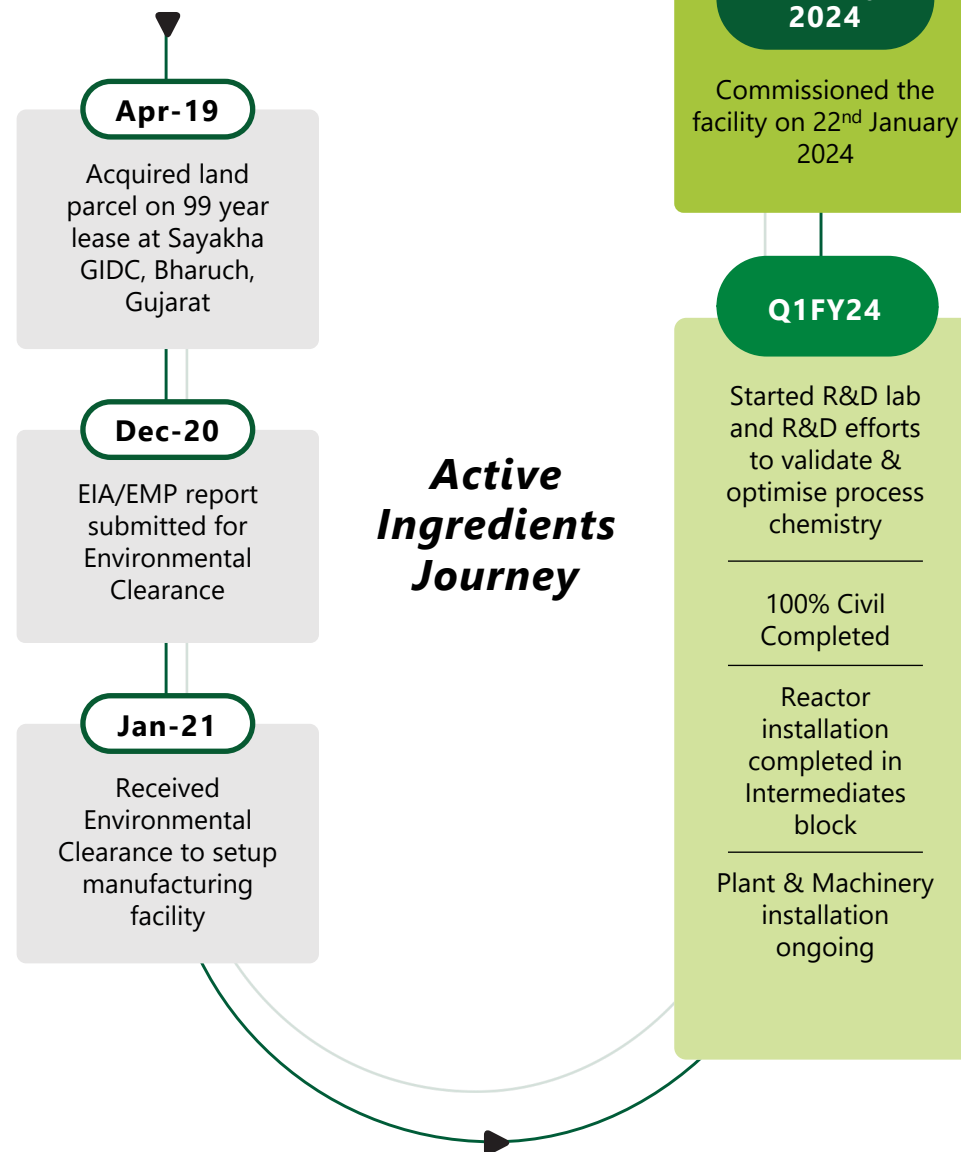 Apr-19
Acquired land
parcel on 99 year
lease at Sayakha
GIDC, Bharuch,
Gujarat
Dec-20
EIA/EMP report
submitted for
Environmental
Clearance
Jan-21
Received
Environmental
Clearance to setup
manufacturing
facility
Active
Ingredients
Journey
2024
Commissioned the
facility on 22nd January
2024
Q1FY24
Started R&D lab
and R&D efforts
to validate &
optimise process
chemistry
100% Civil
Completed
Reactor
installation
completed in
Intermediates
block
Plant & Machinery
installation
ongoing